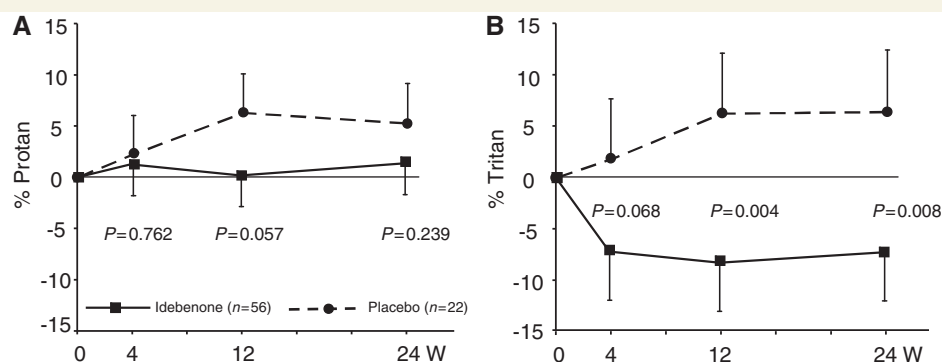 A
15
10
5
0
-5
-10
-15
% Protan
P=0.762
P=0.057
P=0.239
Idebenone (n=56)
Placebo (n=22)
0
4
12
24 W
B
15
10
5
0
-5
-10
-15
% Tritan
P=0.068
P=0.004
P=0.008
0
4
12
24 W